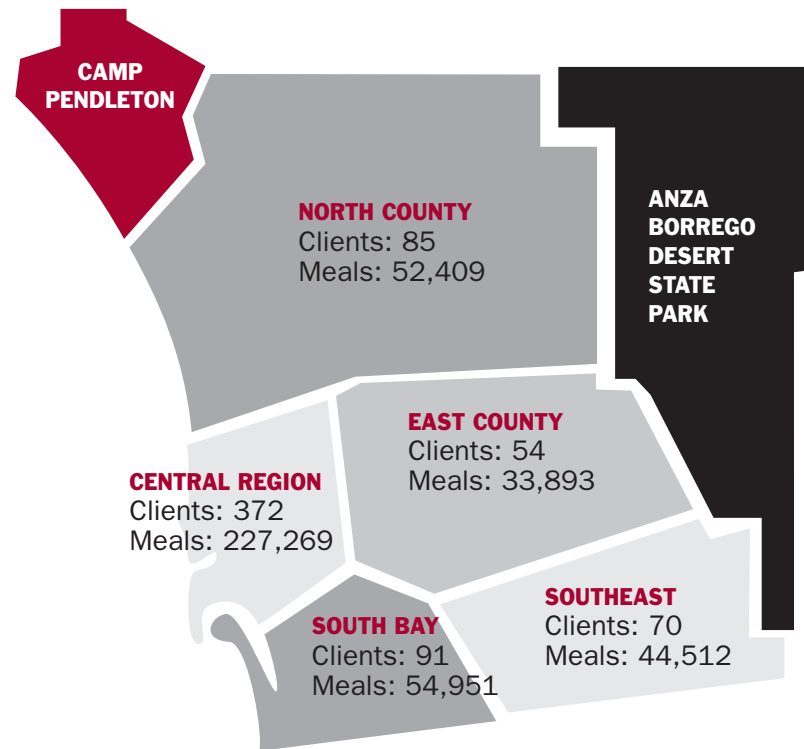 CAMP
PENDLETON
ANZA
BORREGO
DESERT
STATE
PARK
NORTH COUNTY
Clients: 85
Meals: 52,409
EAST COUNTY
Clients: 54
Meals: 33,893
CENTRAL REGION
Clients: 372
Meals: 227,269
SOUTH BAY
Clients: 91
Meals: 54,951
SOUTHEAST
Clients: 70
Meals: 44,512